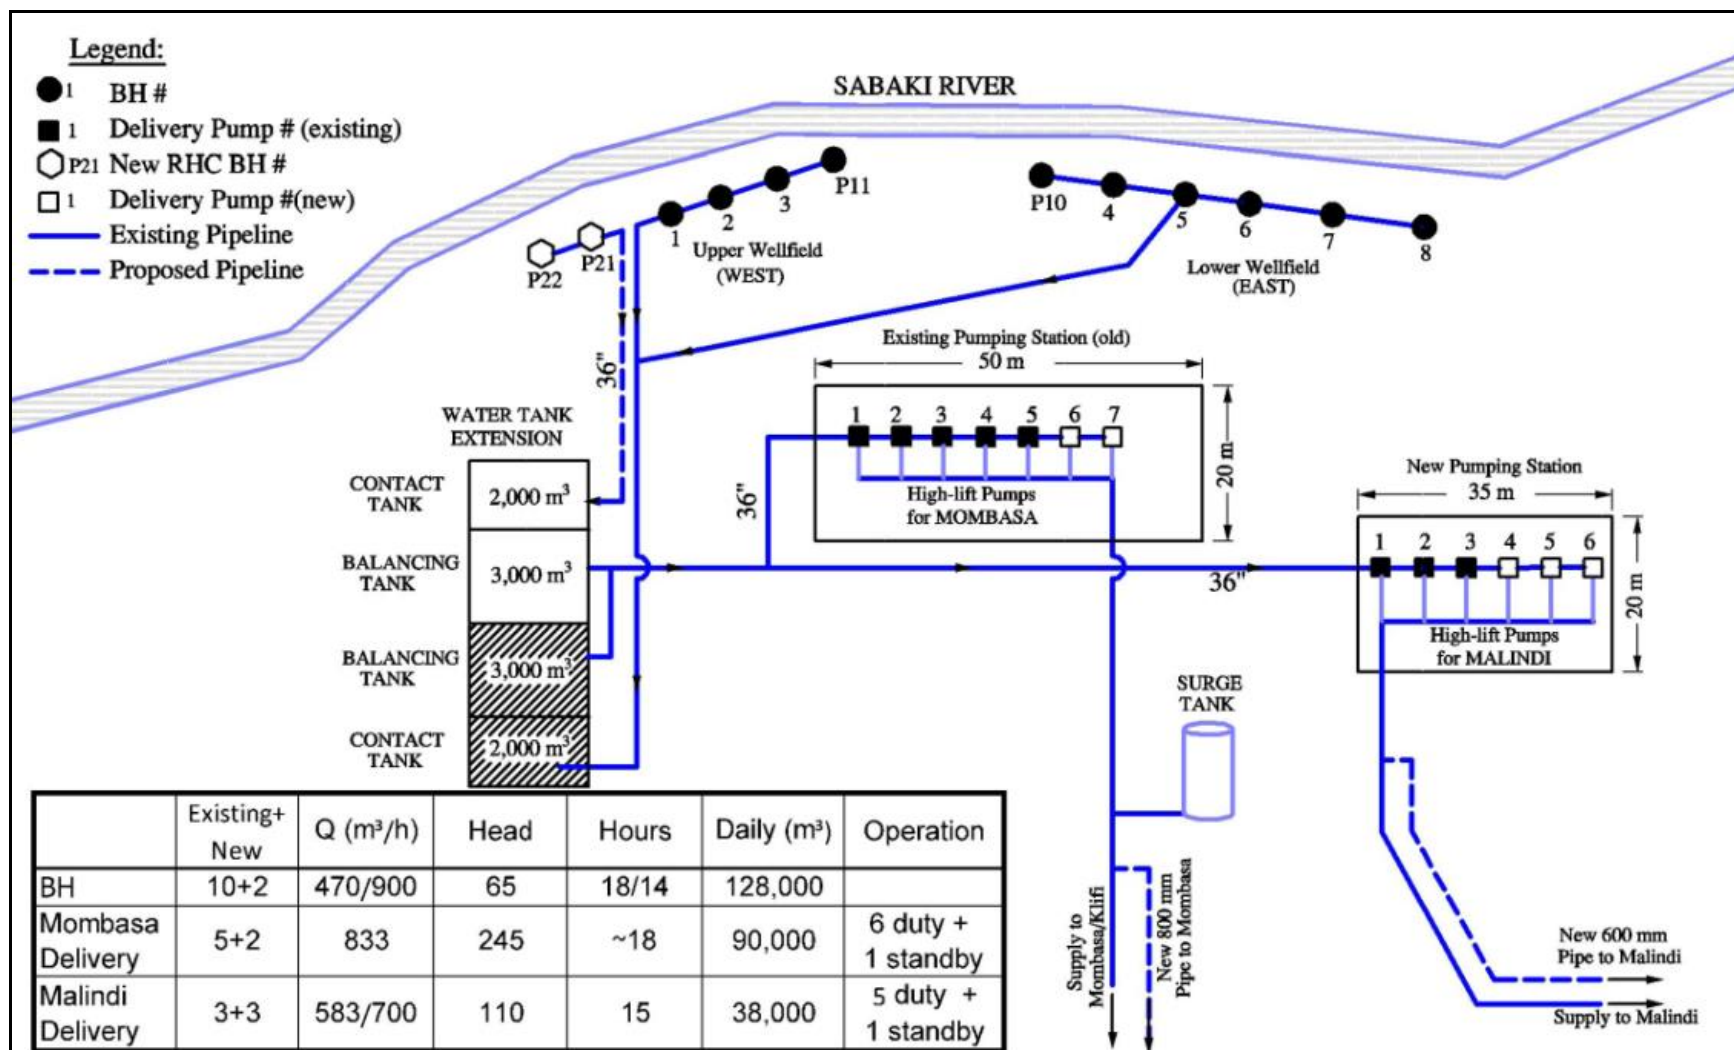 Legend:
1 BH #
1 Delivery Pump # (existing)
P21 New RHC BH #
1 Delivery Pump #(new)
Existing Pipeline
Proposed Pipeline
SABAKI RIVER
P22
P21
1
2
3
P11
Upper Wellfield
(WEST)
P10
4
5
6
7
8
Lower Wellfield
(EAST)
36"
Existing Pumping Station (old)
50 m
1 2 3 4 5 6 7
High-lift Pumps
for MOMBASA
20 m
36"
WATER TANK
EXTENSION
CONTACT
TANK
2,000 m³
BALANCING
TANK
3,000 m³
BALANCING
TANK
3,000 m³
CONTACT
TANK
2,000 m³
36"
New Pumping Station
35 m
1 2 3 4 5 6
High-lift Pumps
for MALINDI
20 m
SURGE
TANK
Supply to
Mombasa/Klifi
New 800 mm
Pipe to Mombasa
New 600 mm
Pipe to Malindi
Supply to Malindi
Existing+
New
Q (m³/h)
Head
Hours
Daily (m³)
Operation
BH 10+2 470/900 65 18/14 128,000
Mombasa
Delivery
5+2 833 245 ~18 90,000
6 duty +
1 standby
Malindi
Delivery
3+3 583/700 110 15 38,000
5 duty +
1 standby